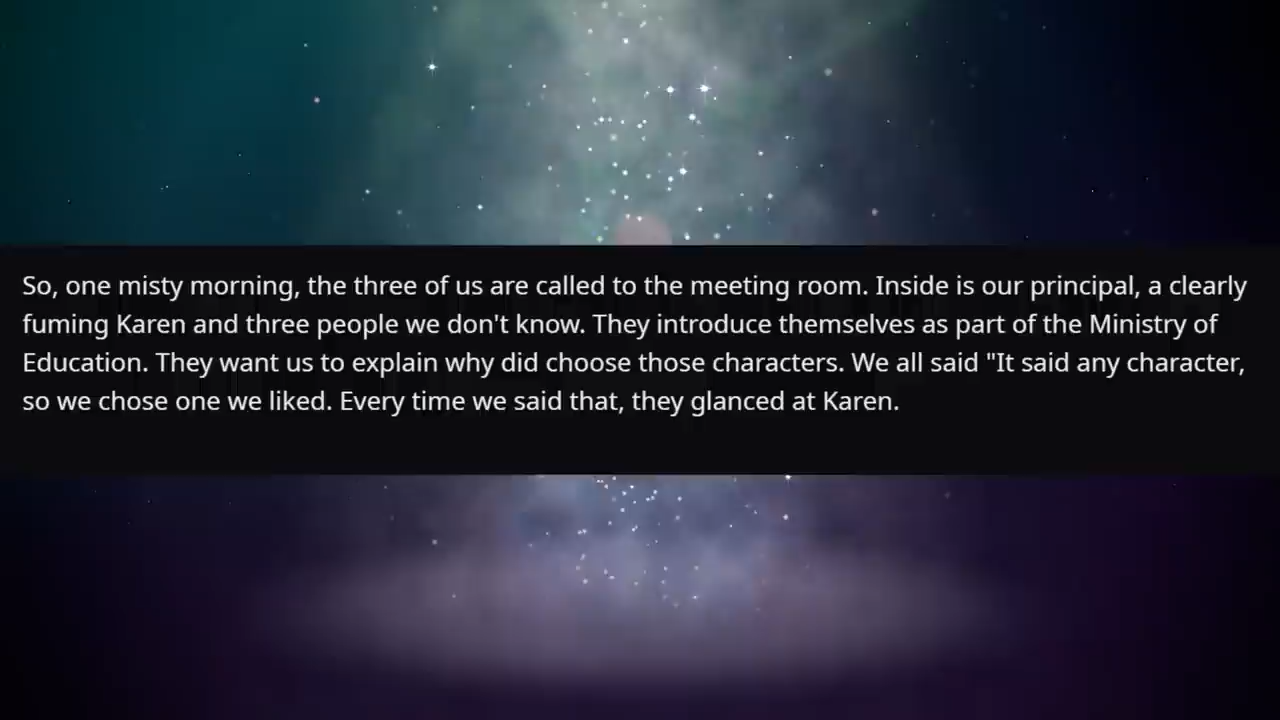 So, one misty morning, the three of us are called to the meeting room. Inside is our principal, a clearly
fuming Karen and three people we don't know. They introduce themselves as part of the Ministry of
Education. They want us to explain why did choose those characters. We all said "It said any character,
so we chose one we liked. Every time we said that, they glanced at Karen.